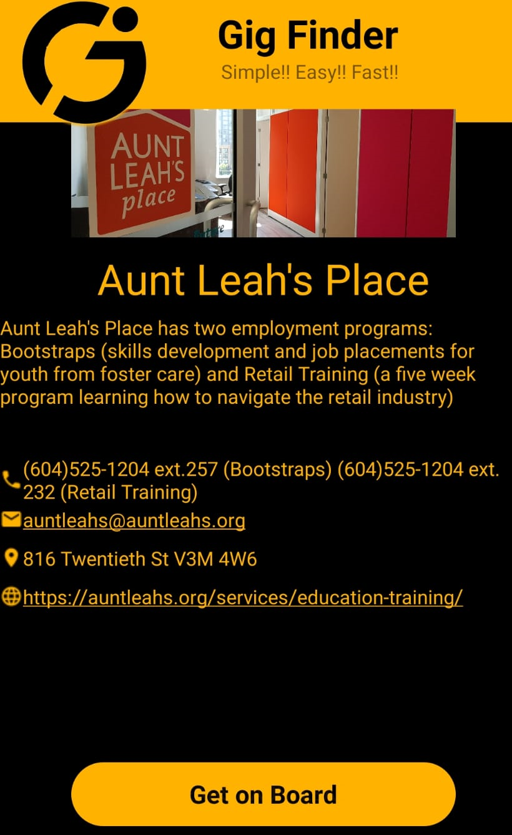 Gig Finder
Simple!! Easy!! Fast!!
AUNT
LEAH'S
place
Aunt Leah's Place
Aunt Leah's Place has two employment programs:
Bootstraps (skills development and job placements for
youth from foster care) and Retail Training (a five week
program learning how to navigate the retail industry)
(604)525-1204 ext.257 (Bootstraps) (604)525-1204 ext.
232 (Retail Training)
auntleahs@auntleahs.org
816 Twentieth St V3M 4W6
https://auntleahs.org/services/education-training/
Get on Board